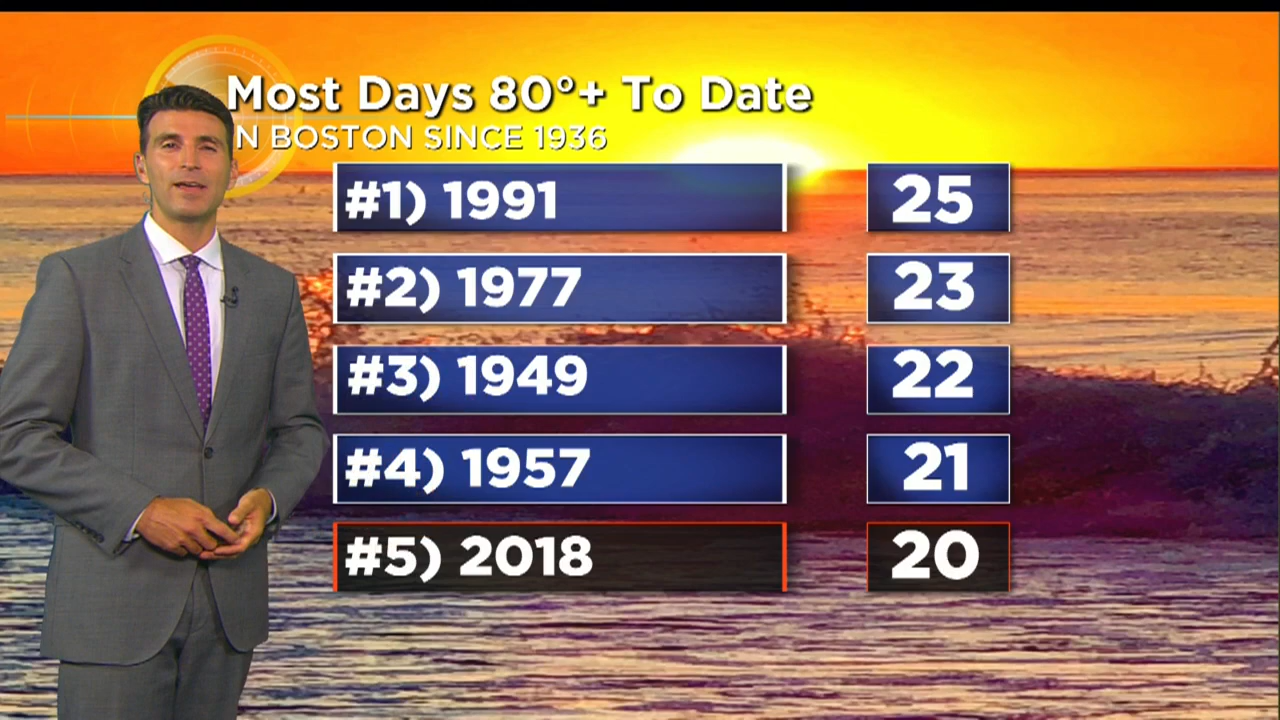 Most Days 80°+ To Date
N BOSTON SINCE 1936
#1) 1991 25
#2) 1977 23
#3) 1949 22
#4) 1957 21
#5) 2018 20